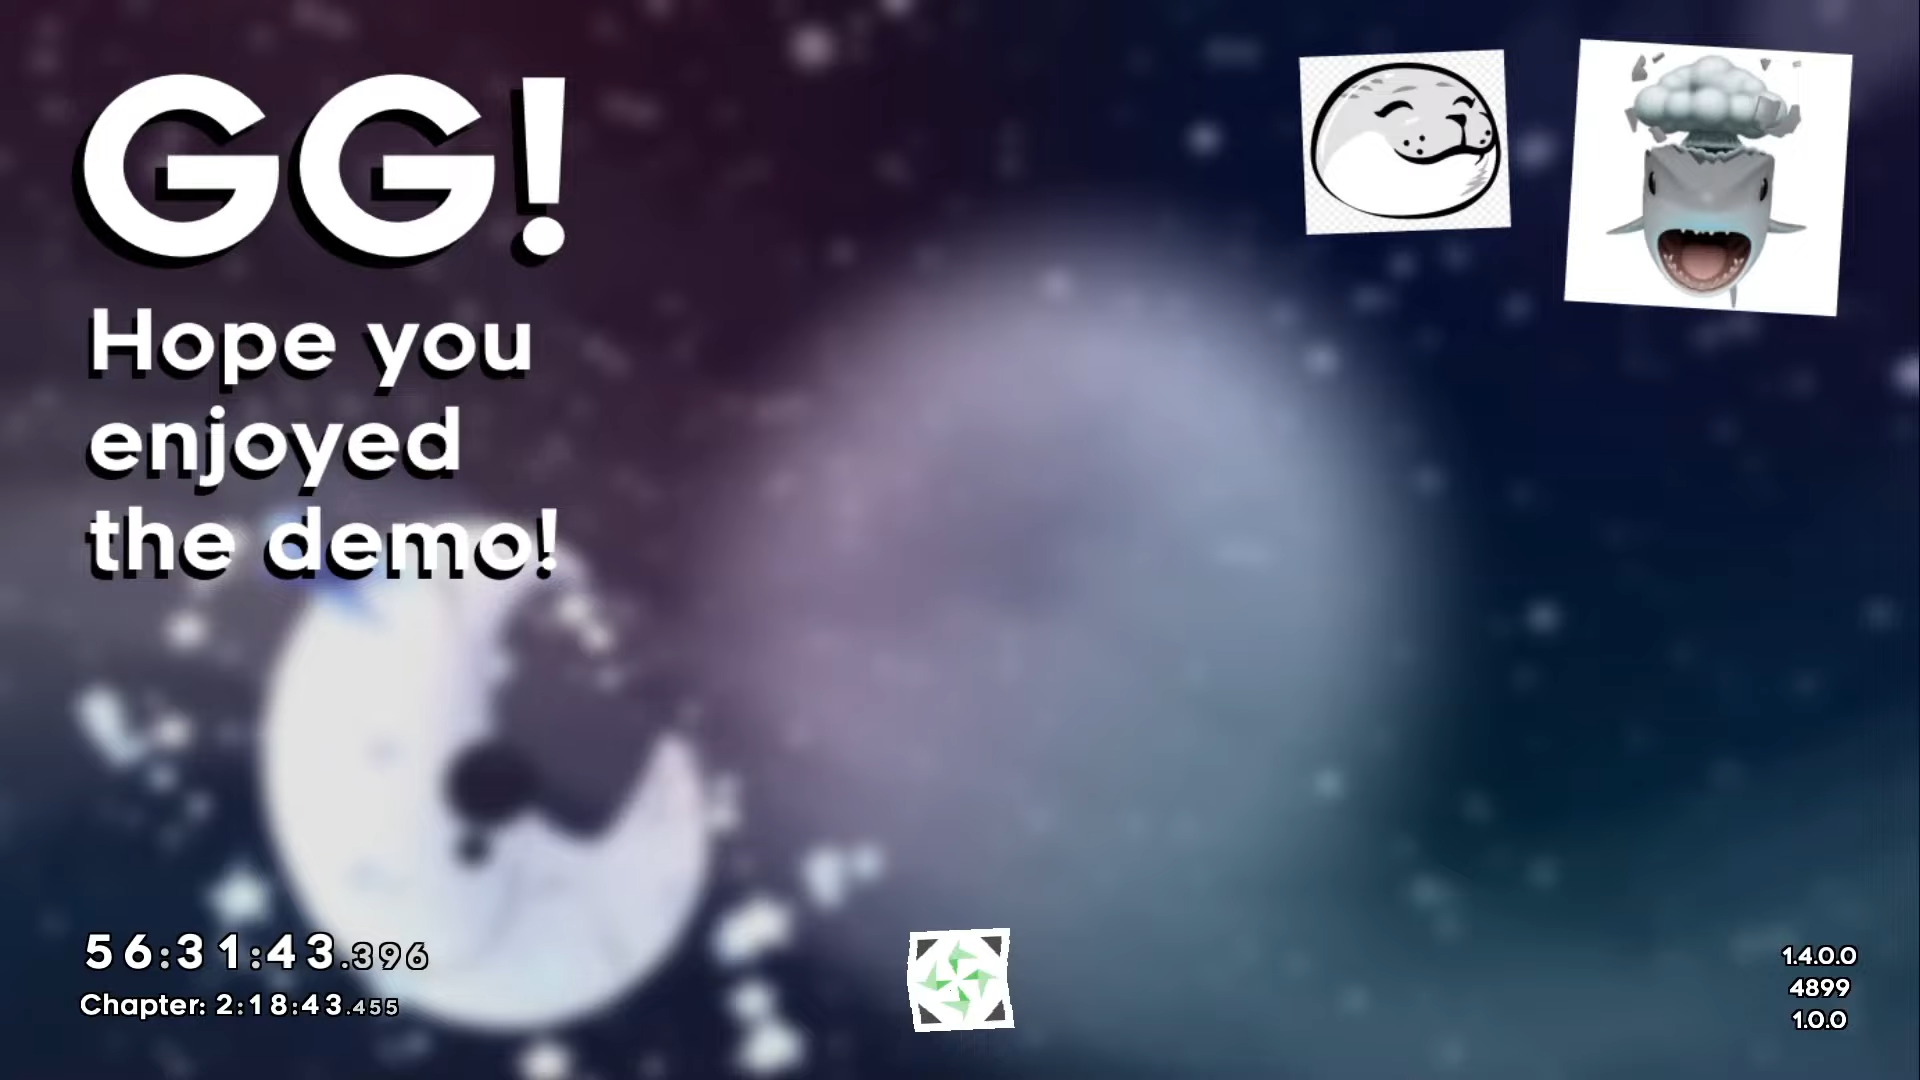 GG!
Hope you
enjoyed
the demo!
56:31:43.396
Chapter: 2:18:43.455
1.4.0.0
4899
1.0.0